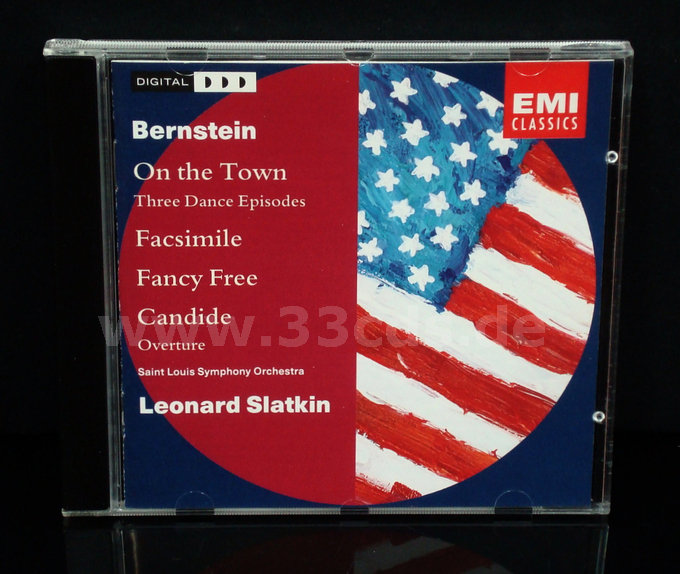 DIGITAL DDD
EMI
CLASSICS
Bernstein
On the Town
Three Dance Episodes
Facsimile
Fancy Free
Candide
www.33cds.de
Overture
Saint Louis Symphony Orchestra
Leonard Slatkin